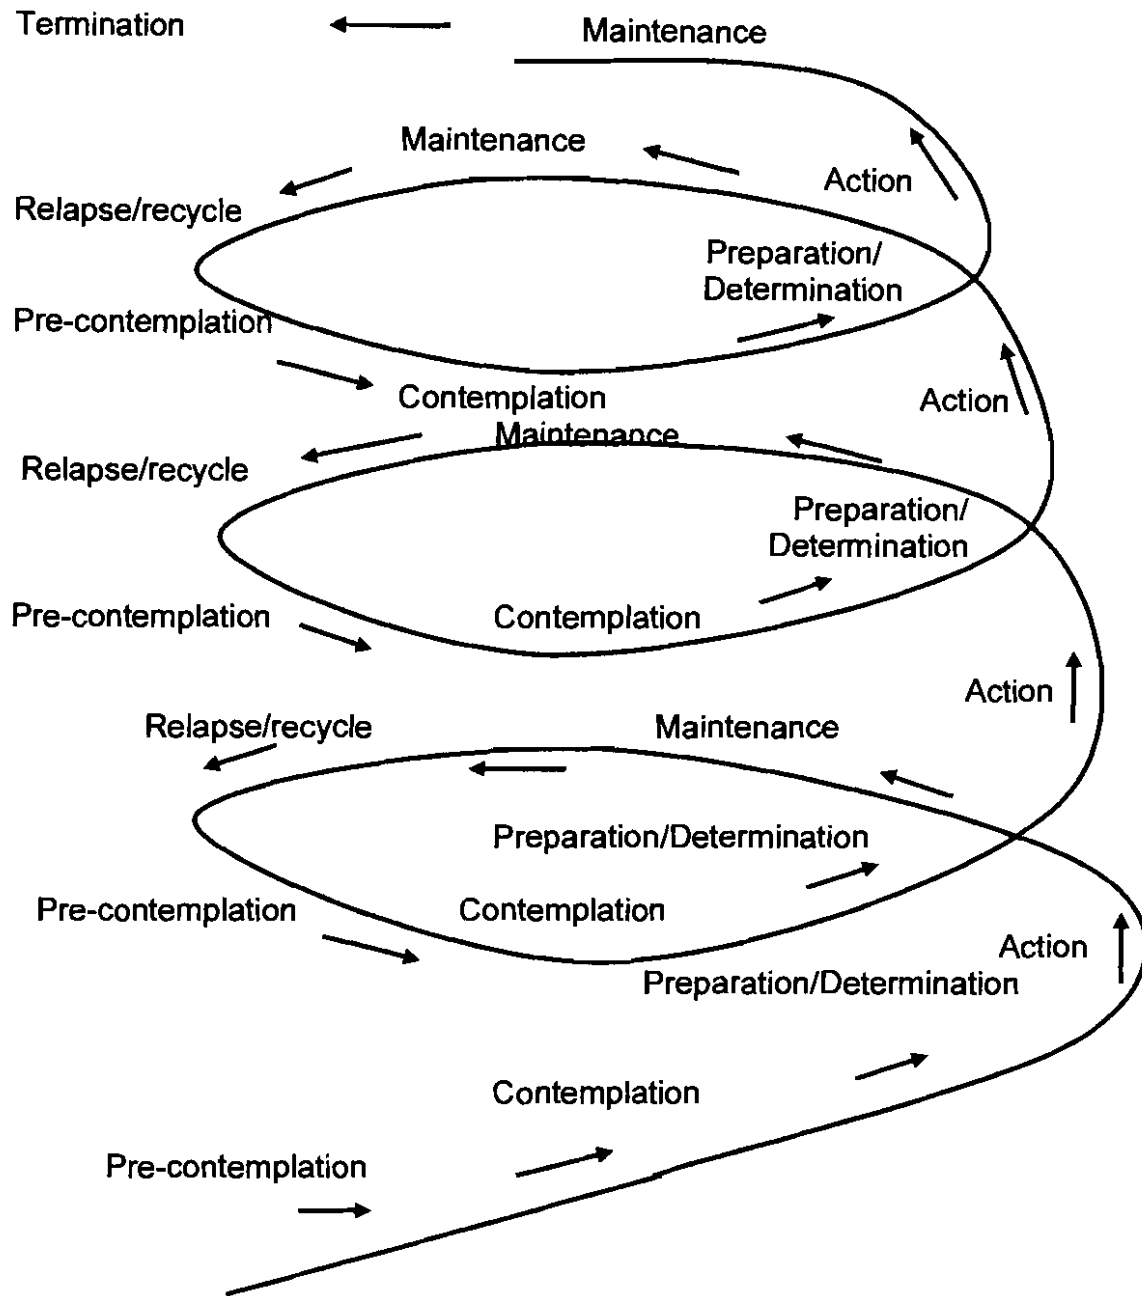 Termination
Maintenance
Maintenance
Action
Relapse/recycle
Preparation/
Determination
Pre-contemplation
Contemplation
Action
Maintenance
Relapse/recycle
Preparation/
Determination
Pre-contemplation
Contemplation
Action
Relapse/recycle
Maintenance
Preparation/Determination
Pre-contemplation
Contemplation
Action
Preparation/Determination
Contemplation
Pre-contemplation